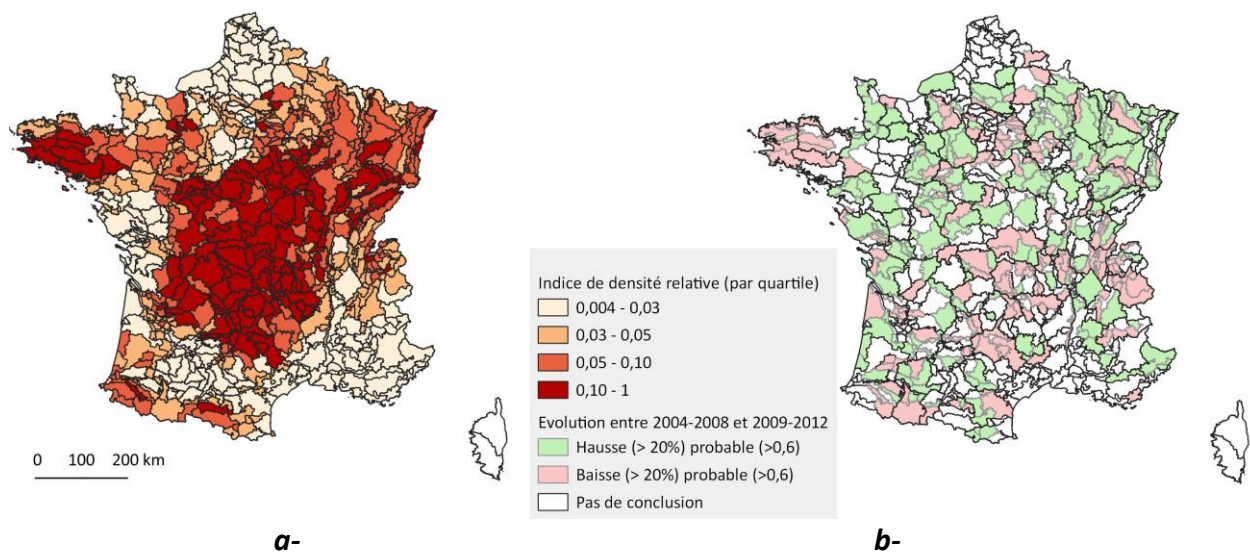 Indice de densité relative (par quartile)
0,004 - 0,03
0,03 - 0,05
0,05 - 0,10
0,10 - 1
Evolution entre 2004-2008 et 2009-2012
Hausse (> 20%) probable (>0,6)
Baisse (> 20%) probable (>0,6)
Pas de conclusion
0 100 200 km
a-
b-